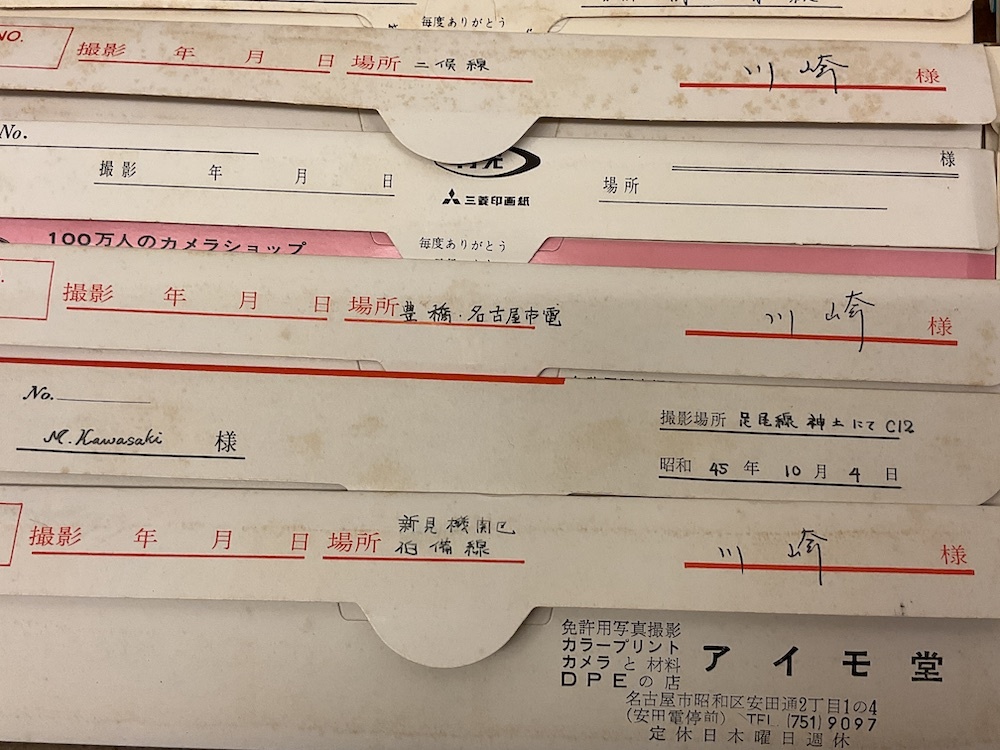 毎度ありがとう
NO.
撮影 年 月 日 場所 二俣線 川崎 様
No.
撮影 年 月 日 場所 様
三菱印画紙
100万人のカメラショップ
毎度ありがとう
撮影 年 月 日 場所 豊橋・名古屋市電 川崎 様
No.
M. Kawasaki 様
撮影場所 足尾線 神土にて C12
昭和 45 年 10 月 4 日
撮影 年 月 日 場所 新見機関区
伯備線 川崎 様
免許用写真撮影
カラープリント
カメラと材料
DPEの店
アイモ堂
名古屋市昭和区安田通2丁目1の4
(安田電停前) TEL (751) 9097
定休日木曜日週休